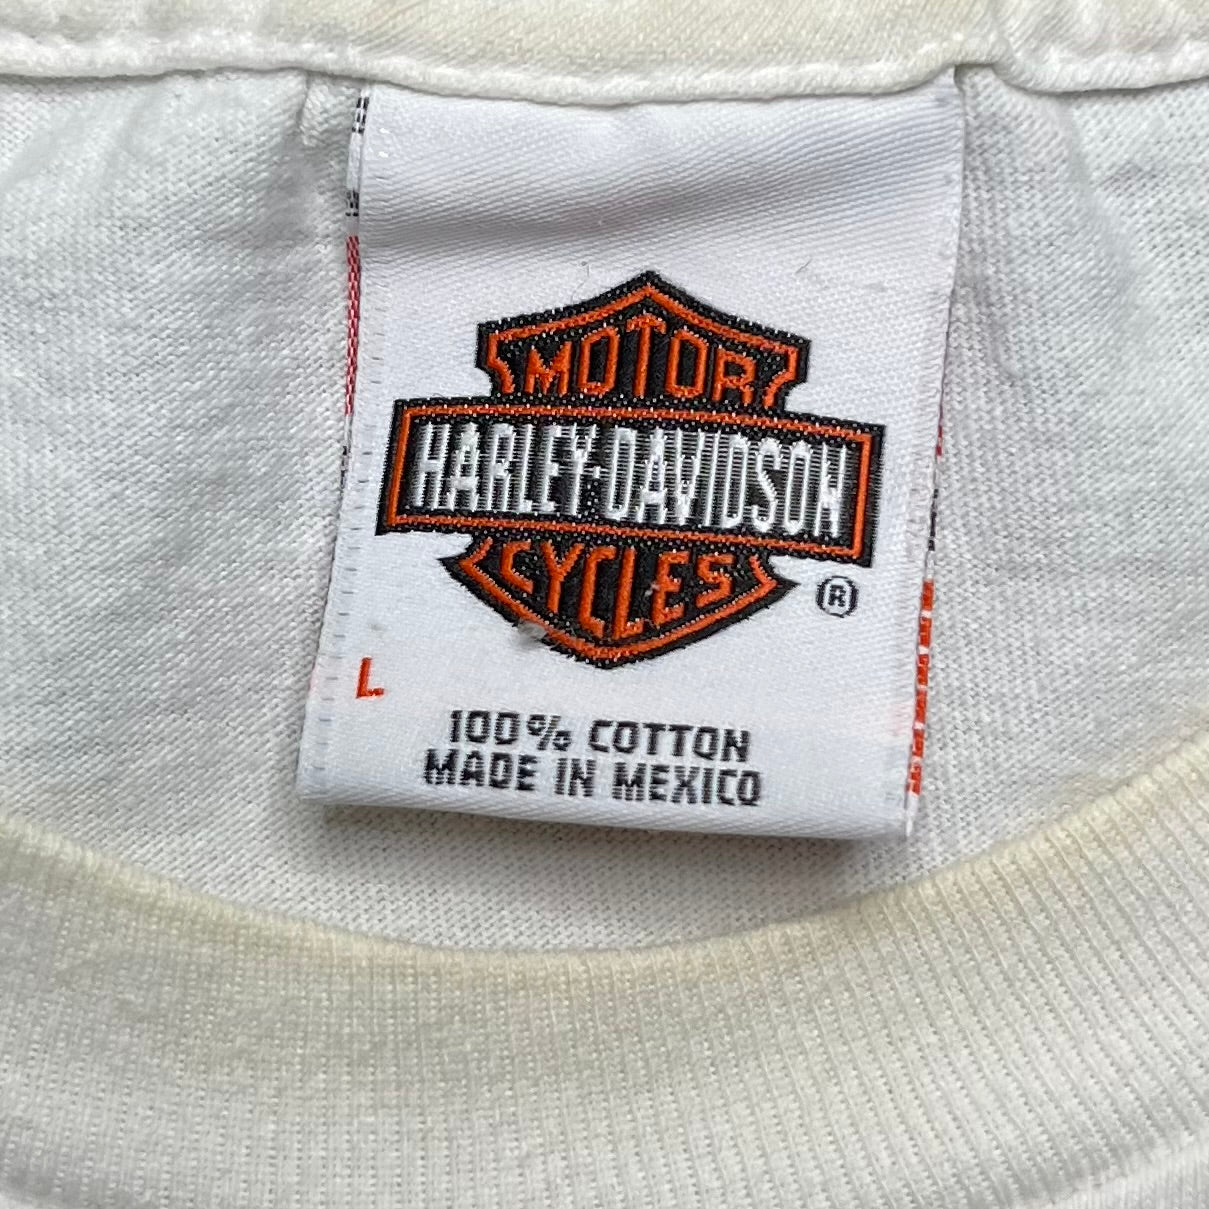 MOTOR
HARLEY-DAVIDSON
CYCLES
®
L
100% COTTON
MADE IN MEXICO